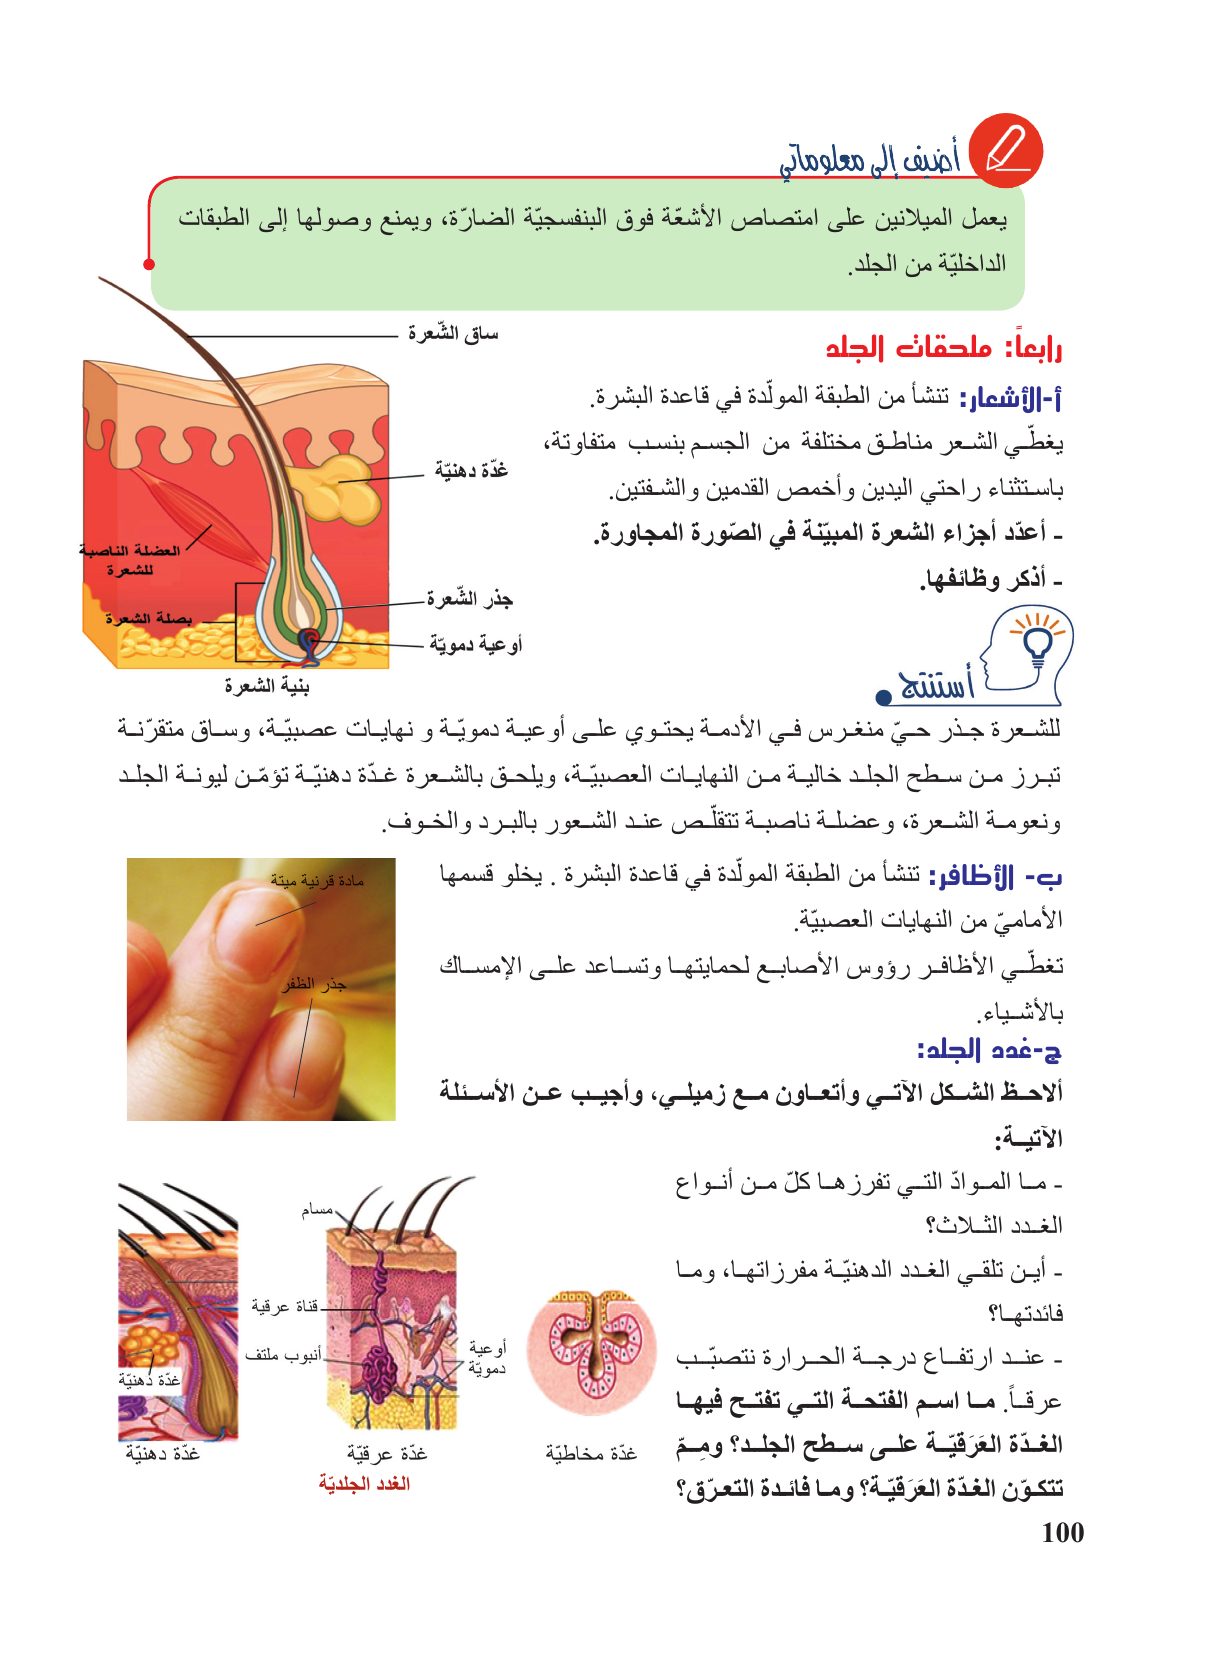 أضيف إلى معلوماتي
يعمل الميلانين على امتصاص الأشعّة فوق البنفسجيّة الضارّة، ويمنع وصولها إلى الطبقات
الداخليّة من الجلد.
رابعاً: ملحقات الجلد
أ-الأشعار: تنشأ من الطبقة المولّدة في قاعدة البشرة.
يغطّي الشعر مناطق مختلفة من الجسم بنسب متفاوتة،
باستثناء راحتي اليدين وأخمص القدمين والشفتين.
- أعدّد أجزاء الشعرة المبيّنة في الصّورة المجاورة.
- أذكر وظائفها.
ساق الشّعرة
غدّة دهنيّة
العضلة الناصبة
للشعرة
جذر الشّعرة
بصلة الشعرة
أوعية دمويّة
بنية الشعرة
أستنتج
للشعرة جذر حيّ منغرس في الأدمة يحتوي على أوعية دمويّة و نهايات عصبيّة، وساق متقرّنة
تبرز من سطح الجلد خالية من النهايات العصبيّة، ويلحق بالشعرة غدّة دهنيّة تؤمّن ليونة الجلد
ونعومة الشعرة، وعضلة ناصبة تتقلّص عند الشعور بالبرد والخوف.
ب- الأظافر: تنشأ من الطبقة المولّدة في قاعدة البشرة . يخلو قسمها
الأماميّ من النهايات العصبيّة.
تغطّي الأظافر رؤوس الأصابع لحمايتها وتساعد على الإمساك
بالأشياء.
مادة قرنية ميتة
جذر الظفر
ج-غدد الجلد:
ألاحظ الشكل الآتي وأتعاون مع زميلي، وأجيب عن الأسئلة
الآتية:
- ما الموادّ التي تفرزها كلّ من أنواع
الغدد الثلاث؟
- أين تلقي الغدد الدهنيّة مفرزاتها، وما
فائدتها؟
- عند ارتفاع درجة الحرارة نتصبّب
عرقاً. ما اسم الفتحة التي تفتح فيها
الغدّة العَرَقيّة على سطح الجلد؟ ومِمّ
تتكوّن الغدّة العَرَقيّة؟ وما فائدة التعرّق؟
مسام
قناة عرقية
أنبوب ملتف
أوعية
دمويّة
غدّة دهنيّة
غدّة مخاطيّة
غدّة عرقيّة
غدّة دهنيّة
الغدد الجلديّة
100